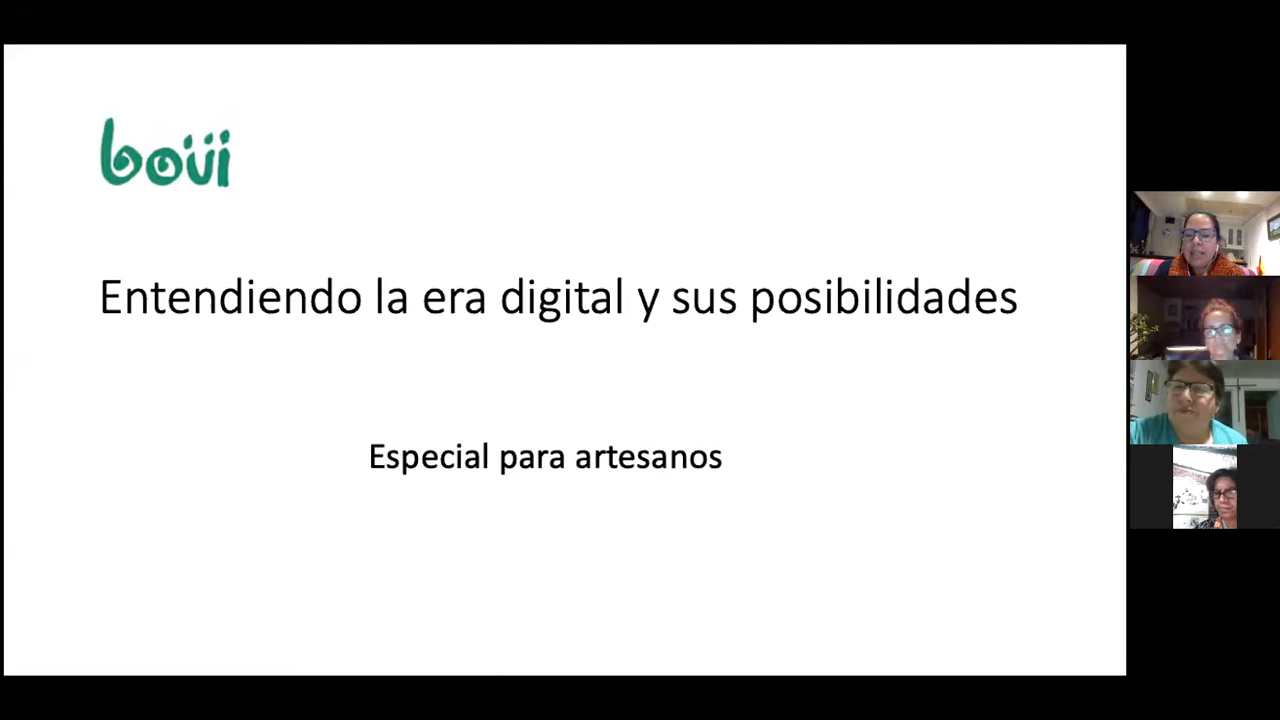 boüi
Entendiendo la era digital y sus posibilidades
Especial para artesanos